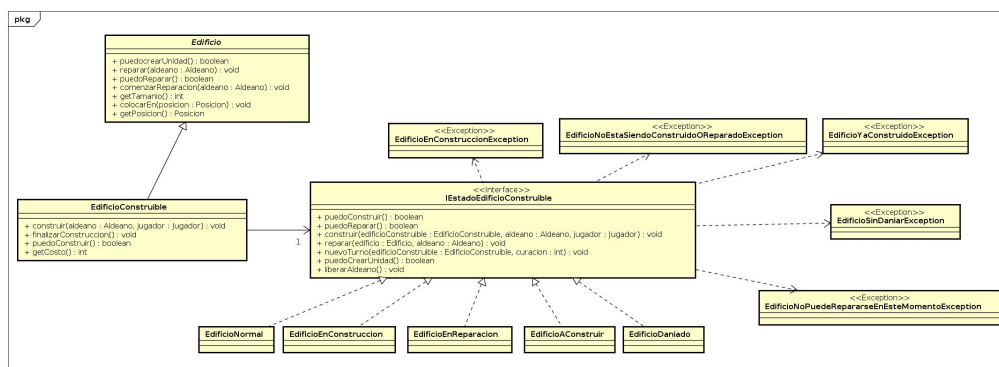 pkg
Edificio
+ puedocrearUnidad() : boolean
+ reparar(aldeano : Aldeano) : void
+ puedoReparar() : boolean
+ comenzarReparacion(aldeano : Aldeano) : void
+ getTamanio() : int
+ colocarEn(posicion : Posicion) : void
+ getPosicion() : Posicion
<<Exception>>
EdificioEnConstruccionException
<<Exception>>
EdificioNoEstaSiendoConstruidoOReparadoException
<<Exception>>
EdificioYaConstruidoException
EdificioConstruible
+ construir(aldeano : Aldeano, jugador : Jugador) : void
+ finalizarConstruccion() : void
+ puedoConstruir() : boolean
+ getCosto() : int
1
<<Interface>>
IEstadoEdificioConstruible
+ puedoConstruir() : boolean
+ puedoReparar() : boolean
+ construir(edificioConstruible : EdificioConstruible, aldeano : Aldeano, jugador : Jugador) : void
+ reparar(edificio : Edificio, aldeano : Aldeano) : void
+ nuevoTurno(edificioConstruible : EdificioConstruible, curacion : int) : void
+ puedoCrearUnidad() : boolean
+ liberarAldeano() : void
<<Exception>>
EdificioSinDaniarException
<<Exception>>
EdificioNoPuedeRepararseEnEsteMomentoException
EdificioNormal
EdificioEnConstruccion
EdificioEnReparacion
EdificioAConstruir
EdificioDaniado